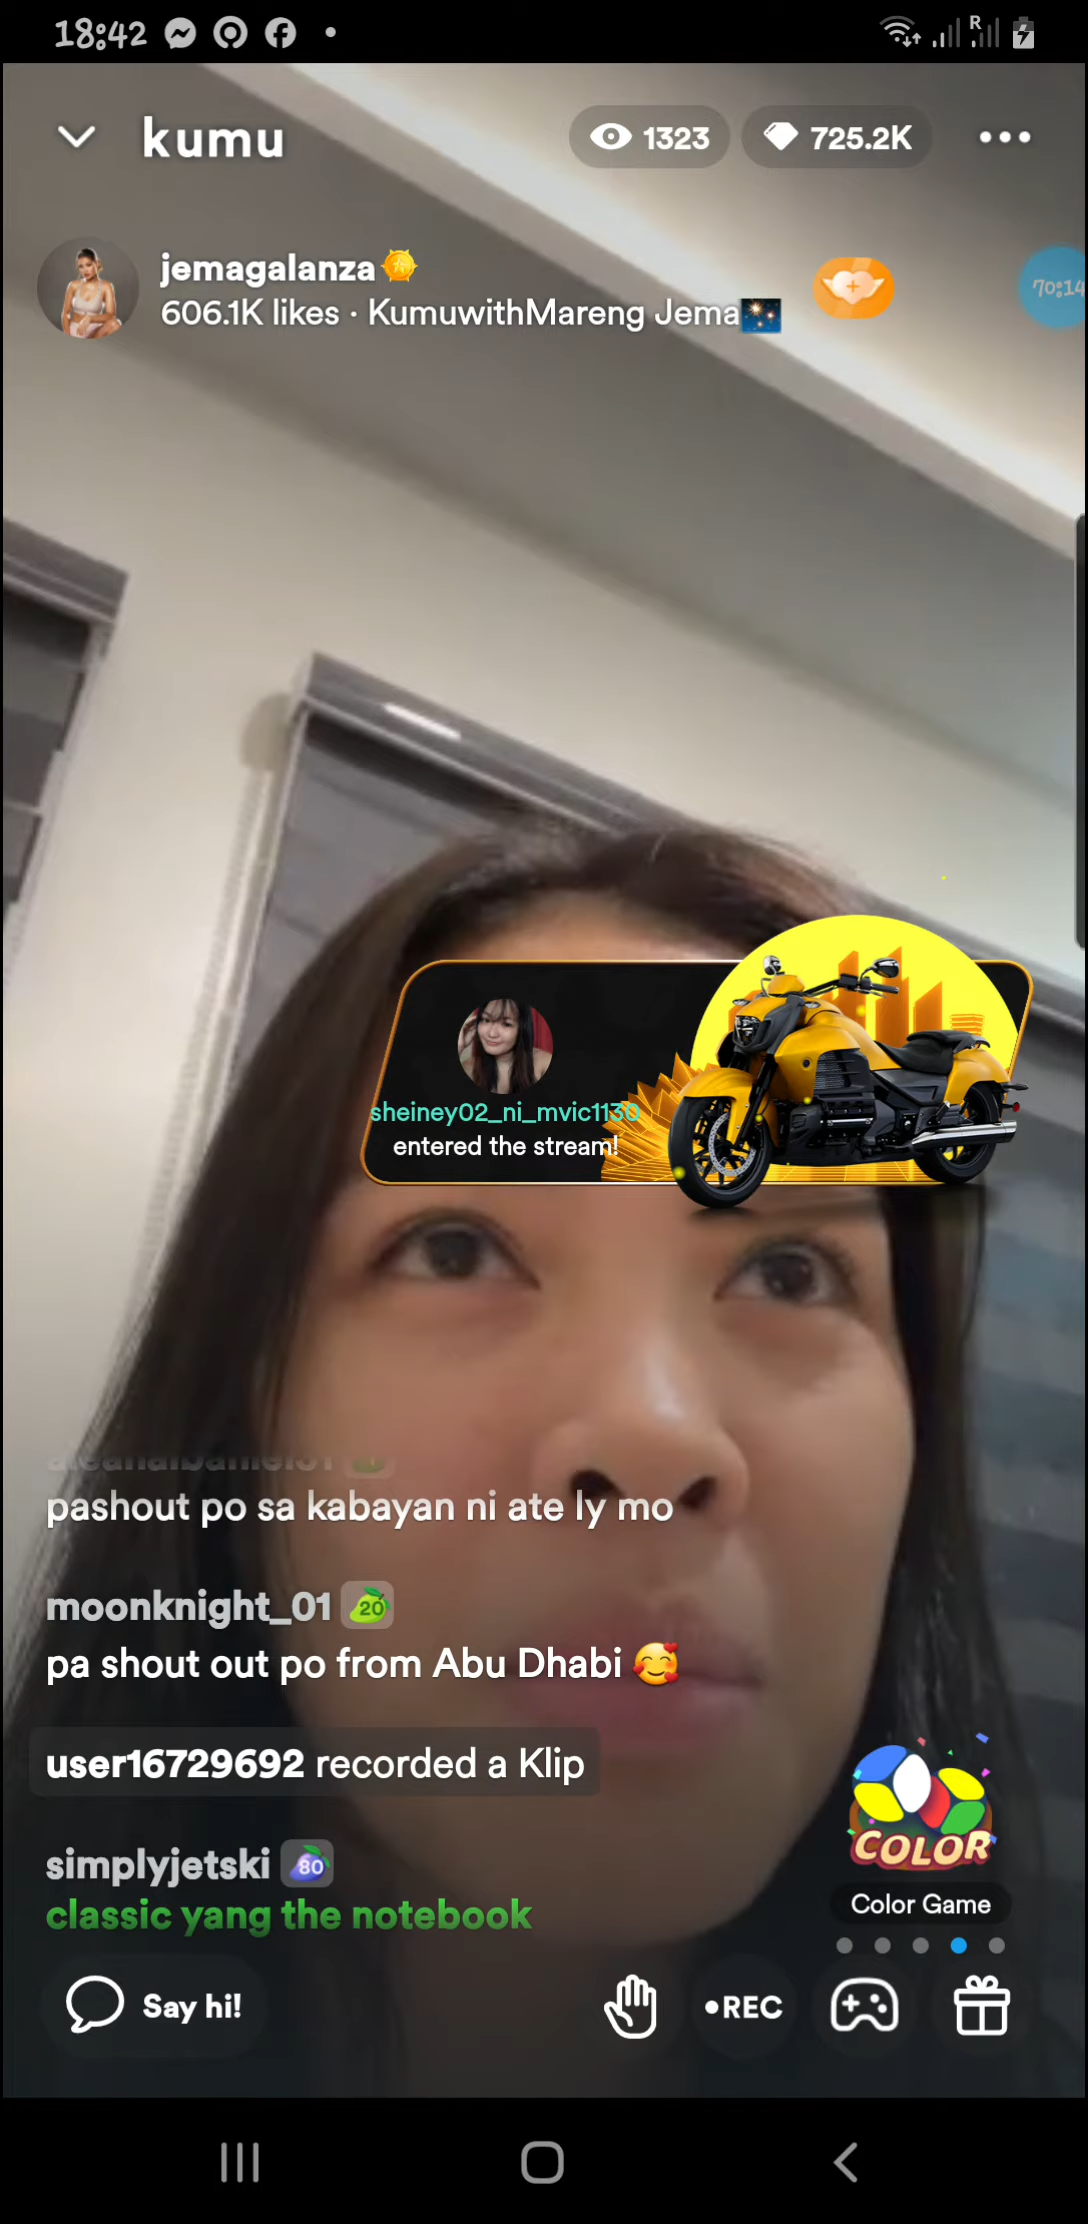 18:42
R
kumu
1323
725.2K
jemagalanza
606.1K likes · KumuwithMareng Jema
70:14
sheiney02_ni_mvic1130
entered the stream!
pashout po sa kabayan ni ate ly mo
moonknight_01 20
pa shout out po from Abu Dhabi 🥰
user16729692 recorded a Klip
simplyjetski 80
classic yang the notebook
COLOR
Color Game
Say hi!
•REC